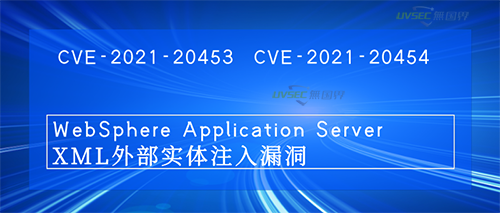 CVE-2021-20453 CVE-2021-20454
WebSphere Application Server
XML外部实体注入漏洞